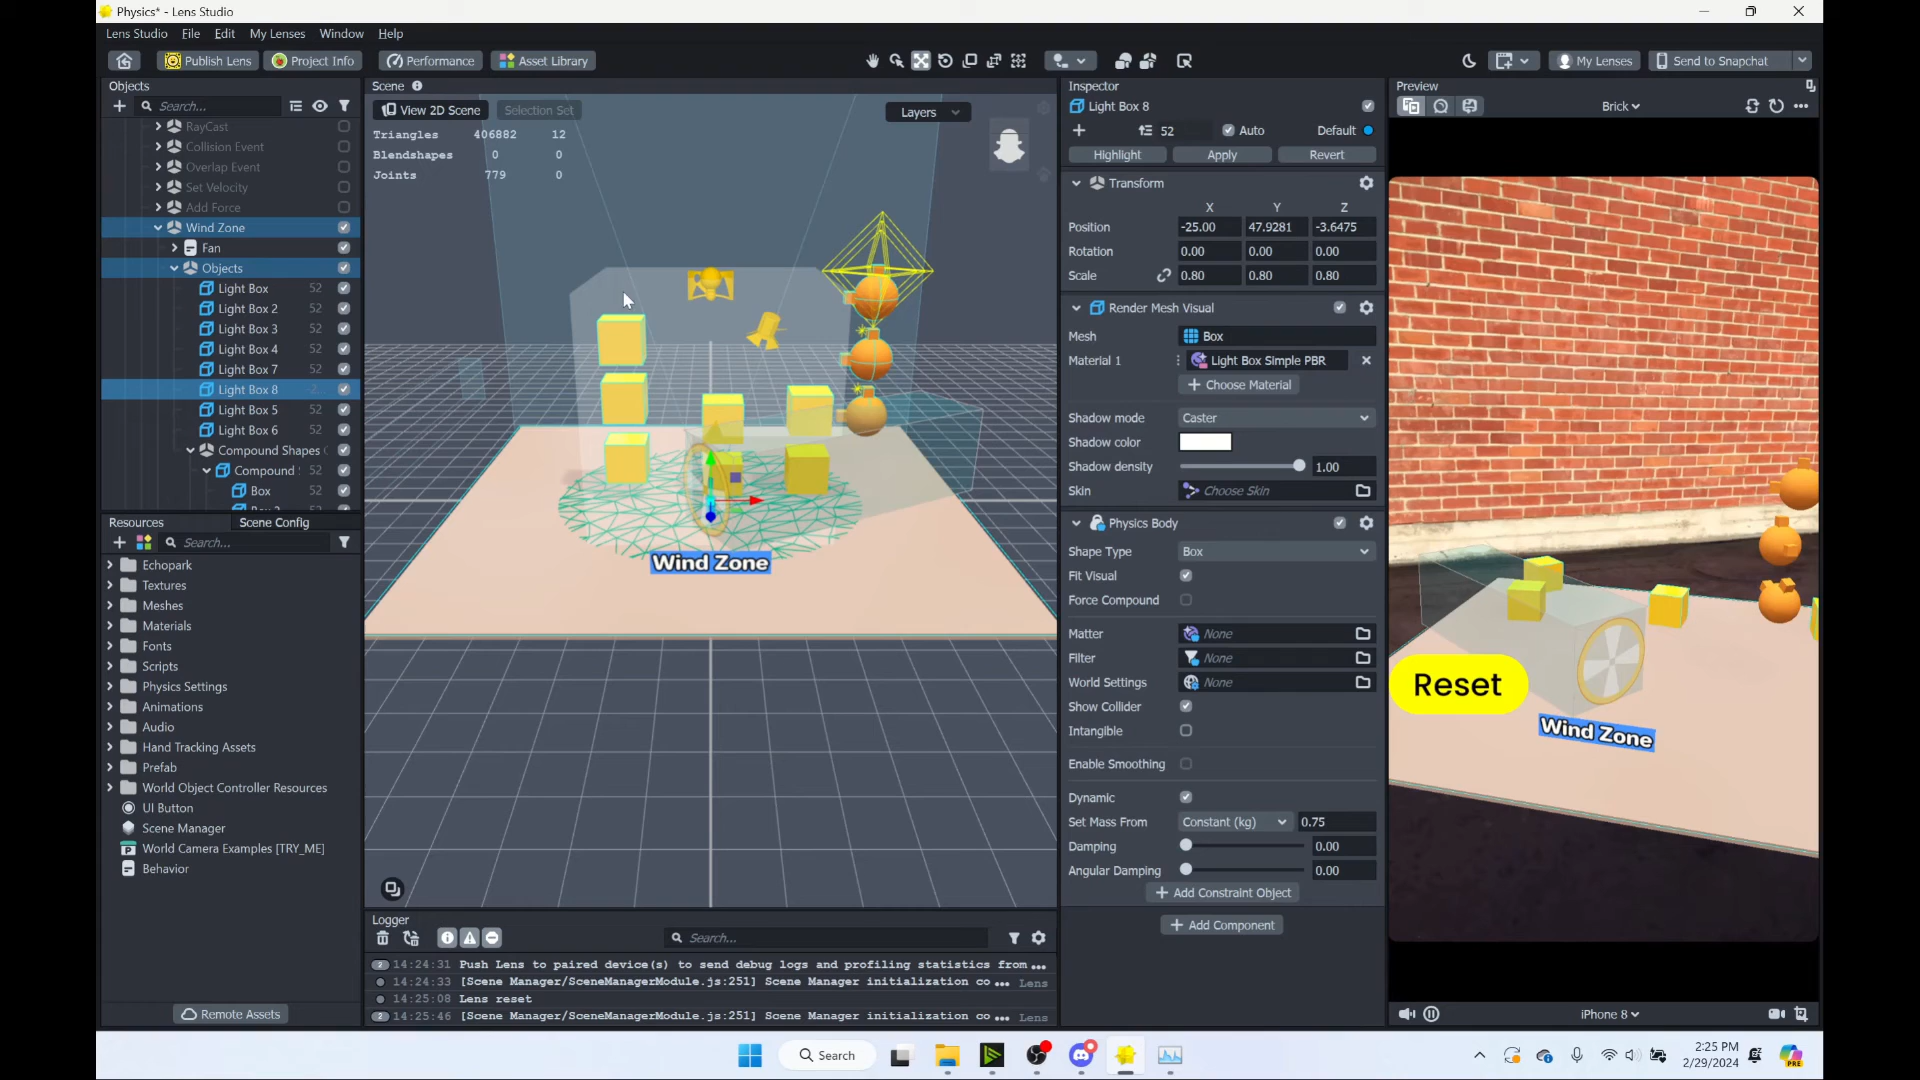 Physics* - Lens Studio
Lens Studio File Edit My Lenses Window Help
Publish Lens Project Info Performance Asset Library My Lenses Send to Snapchat
Objects
Search...
RayCast
Collision Event
Overlap Event
Set Velocity
Add Force
Wind Zone
Fan
Objects
Light Box 52
Light Box 2 52
Light Box 3 52
Light Box 4 52
Light Box 7 52
Light Box 8
Light Box 5 52
Light Box 6 52
Compound Shapes
Compound 52
Box 52
Resources Scene Config
Search...
Echopark
Textures
Meshes
Materials
Fonts
Scripts
Physics Settings
Animations
Audio
Hand Tracking Assets
Prefab
World Object Controller Resources
UI Button
Scene Manager
World Camera Examples [TRY_ME]
Behavior
Remote Assets
Scene
View 2D Scene Selection Set Layers
Triangles 406882 12
Blendshapes 0 0
Joints 779 0
Wind Zone
Logger
Search...
2 14:24:31 Push Lens to paired device(s) to send debug logs and profiling statistics from ...
14:24:33 [Scene Manager/SceneManagerModule.js:251] Scene Manager initialization co ... Lens
14:25:08 Lens reset
2 14:25:46 [Scene Manager/SceneManagerModule.js:251] Scene Manager initialization co ... Lens
Inspector
Light Box 8
52 Auto Default
Highlight Apply Revert
Transform
X Y Z
Position -25.00 47.9281 -3.6475
Rotation 0.00 0.00 0.00
Scale 0.80 0.80 0.80
Render Mesh Visual
Mesh Box
Material 1 Light Box Simple PBR
Choose Material
Shadow mode Caster
Shadow color
Shadow density 1.00
Skin Choose Skin
Physics Body
Shape Type Box
Fit Visual
Force Compound
Matter None
Filter None
World Settings None
Show Collider
Intangible
Enable Smoothing
Dynamic
Set Mass From Constant (kg) 0.75
Damping 0.00
Angular Damping 0.00
Add Constraint Object
Add Component
Preview
Brick
Reset
Wind Zone
iPhone 8
Search
2:25 PM
2/29/2024
PRE